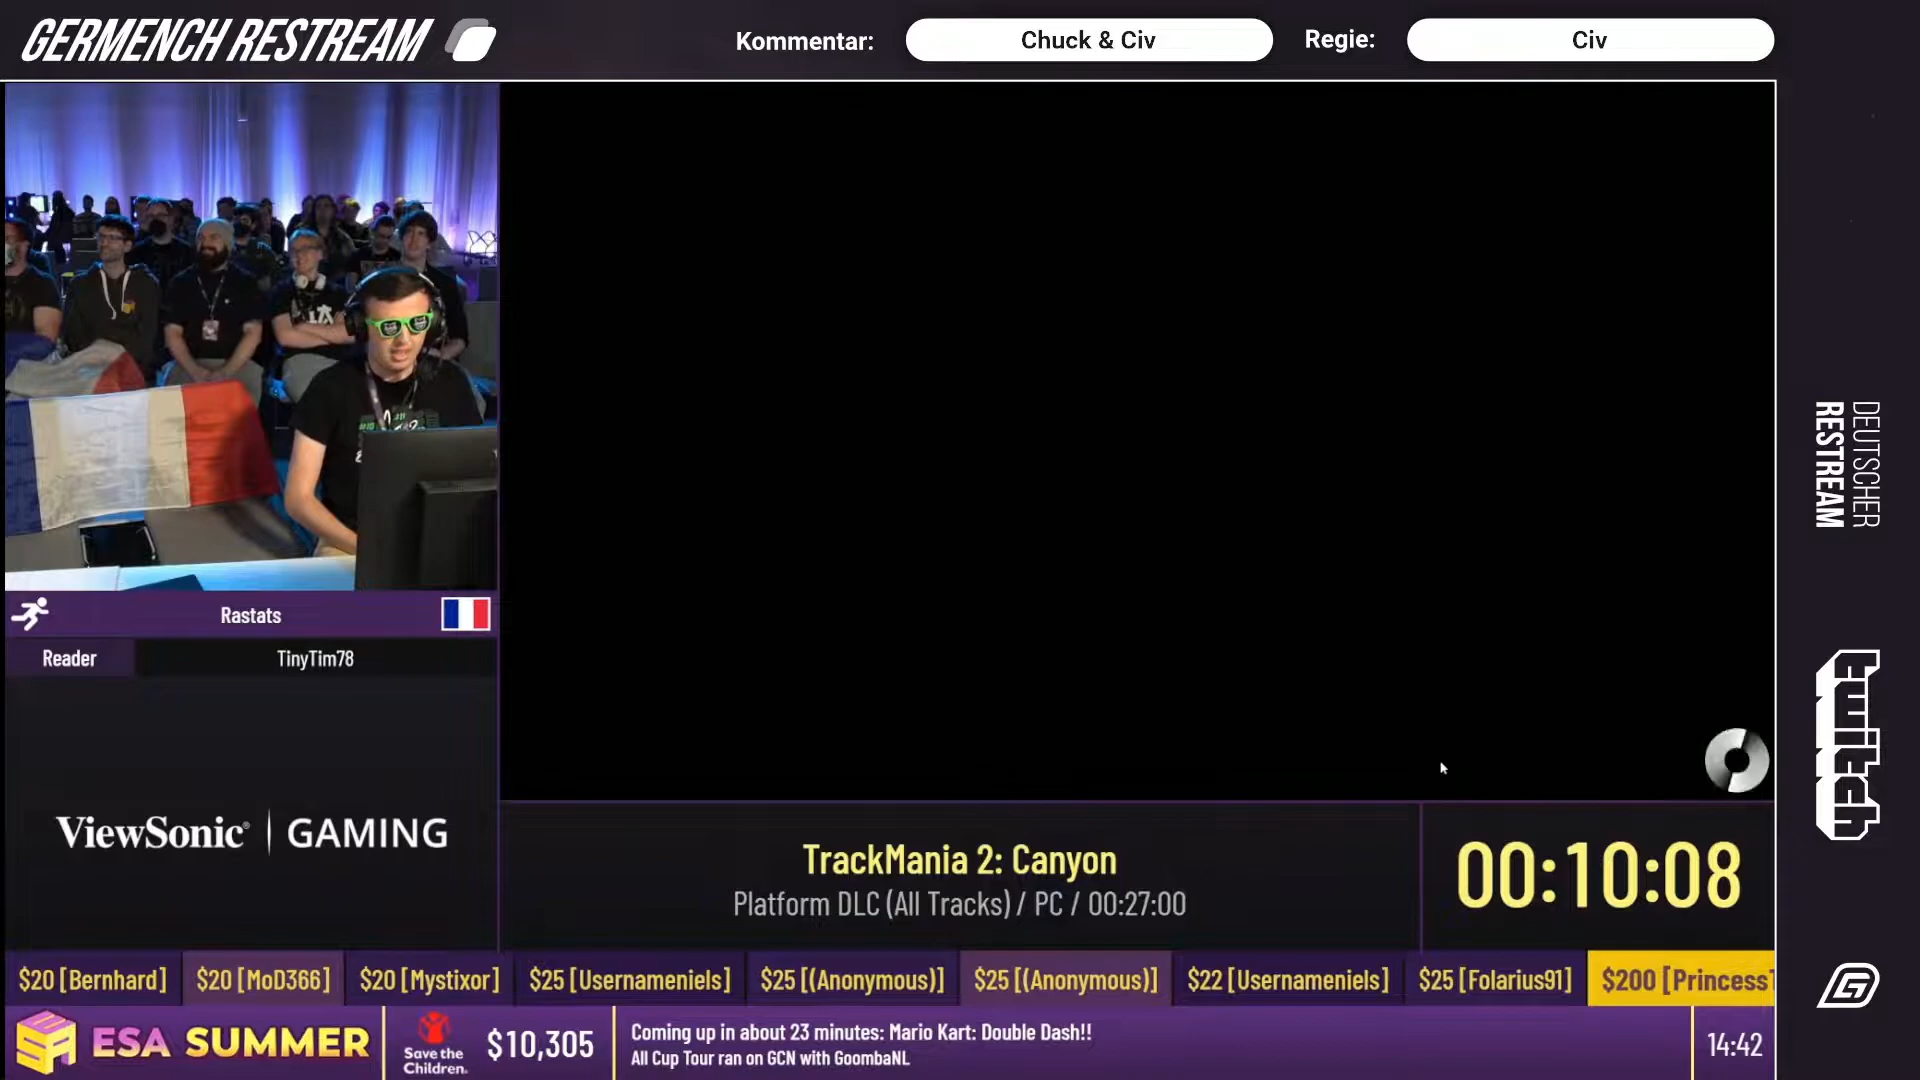 GERMENCH RESTREAM
Kommentar:
Chuck & Civ
Regie:
Civ
Rastats
Reader
TinyTim78
ViewSonic® | GAMING
TrackMania 2: Canyon
Platform DLC (All Tracks) / PC / 00:27:00
00:10:08
$20 [Bernhard]
$20 [MoD366]
$20 [Mystixor]
$25 [Usernameniels]
$25 [(Anonymous)]
$25 [(Anonymous)]
$22 [Usernameniels]
$25 [Folarius91]
$200 [Princess
ESA SUMMER
Save the
Children.
$10,305
Coming up in about 23 minutes: Mario Kart: Double Dash!!
All Cup Tour ran on GCN with GoombaNL
14:42
DEUTSCHER
RESTREAM
twitch